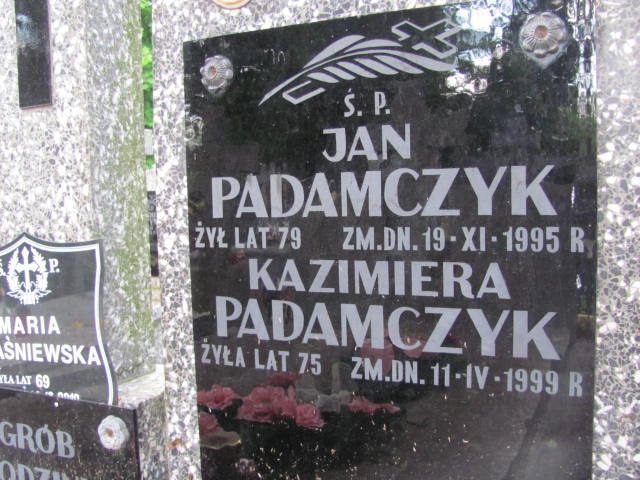 Ś. P.
JAN
PADAMCZYK
ŻYŁ LAT 79 ZM. DN. 19-XI-1995 R
KAZIMIERA
PADAMCZYK
ŻYŁA LAT 75 ZM. DN. 11-IV-1999 R
Ś. P.
MARIA
LAT 69
GRÓB